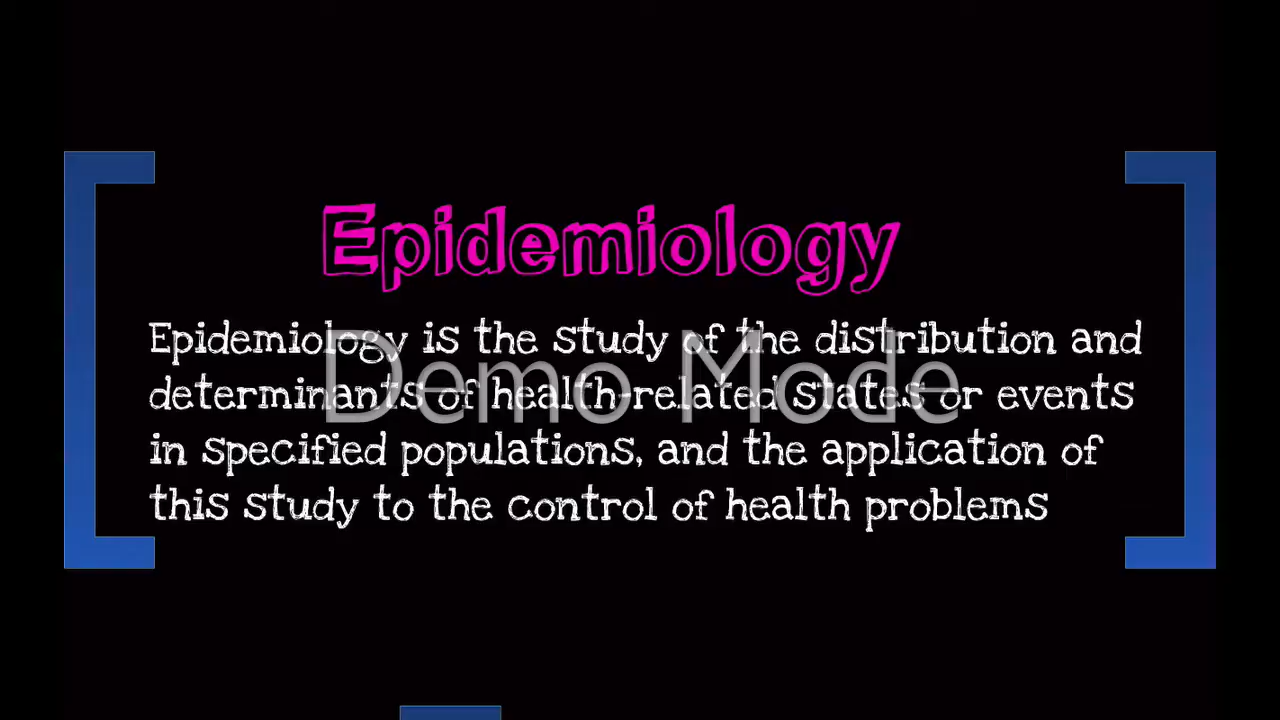 Epidemiology
Epidemiology is the study of the distribution and
determinants of health-related states or events
in specified populations, and the application of
this study to the control of health problems
Demo Mode